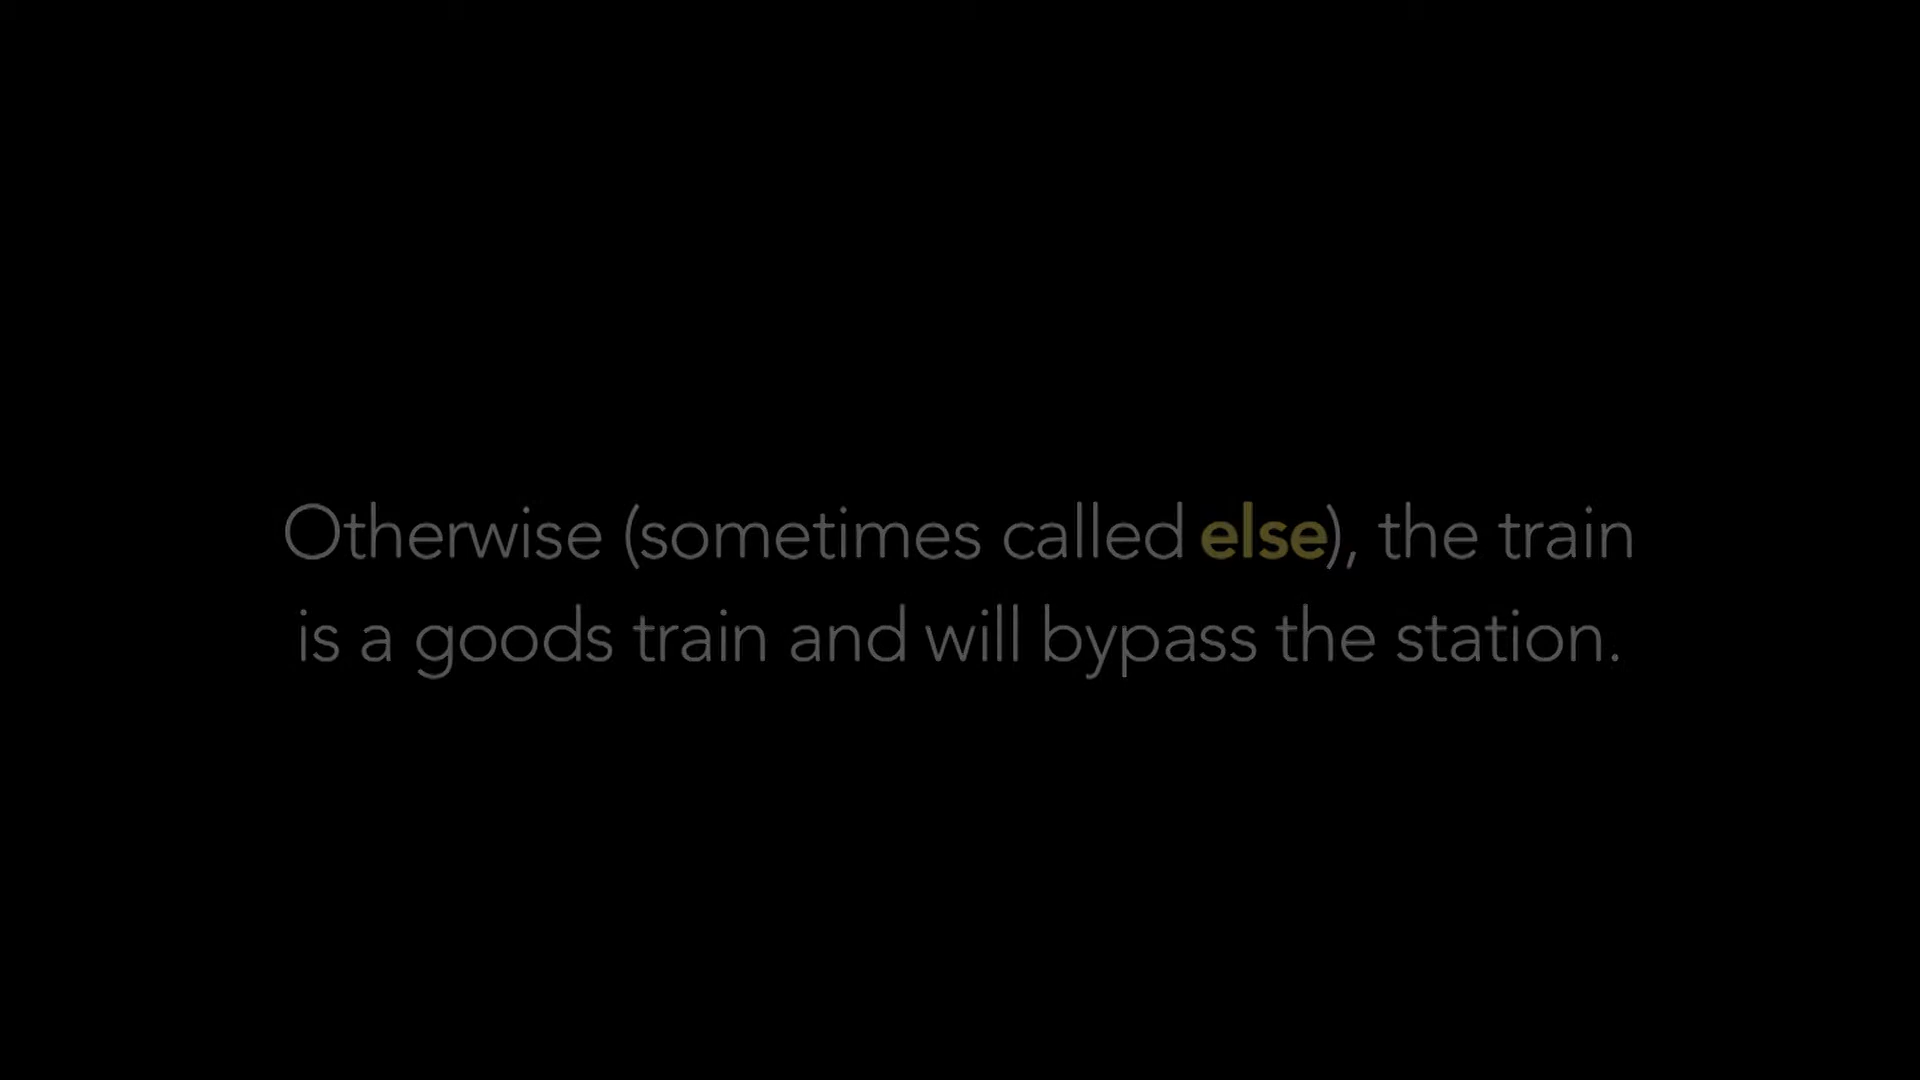 Otherwise (sometimes called else), the train
is a goods train and will bypass the station.